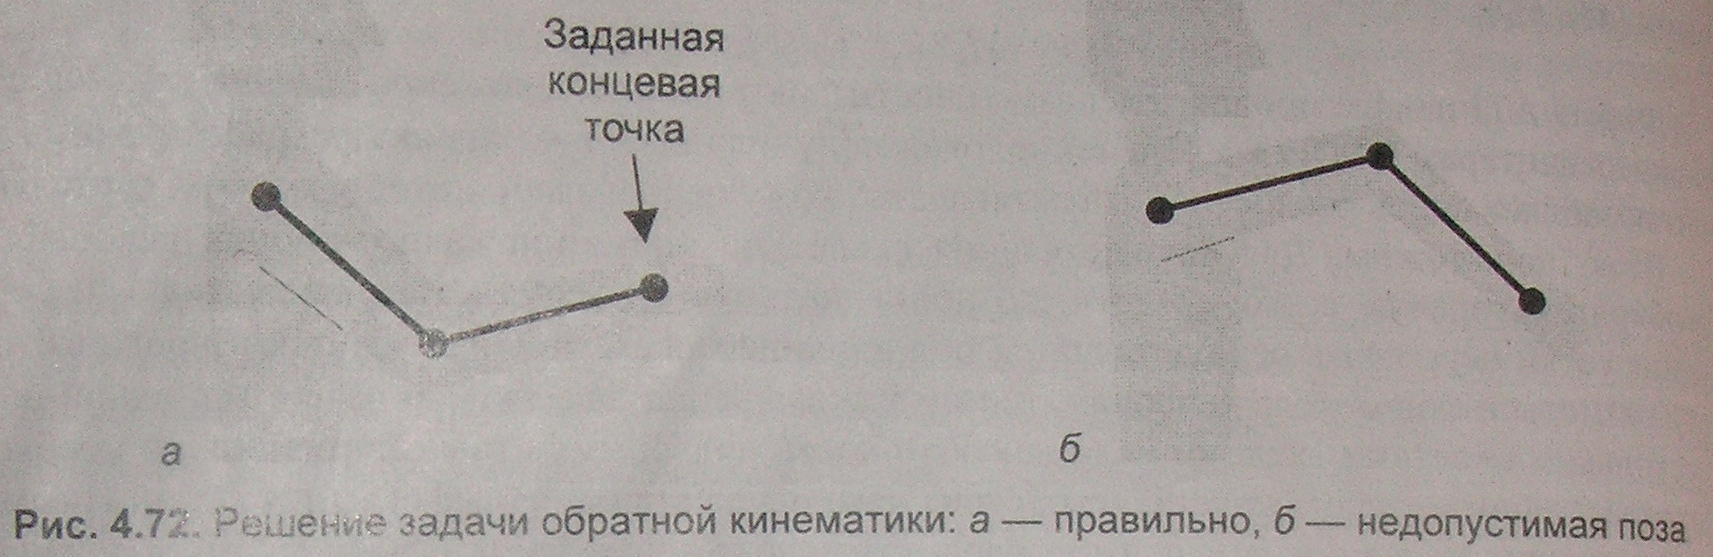 Заданная
концевая
точка
а
б
Рис. 4.72. Решение задачи обратной кинематики: а — правильно, б — недопустимая поза